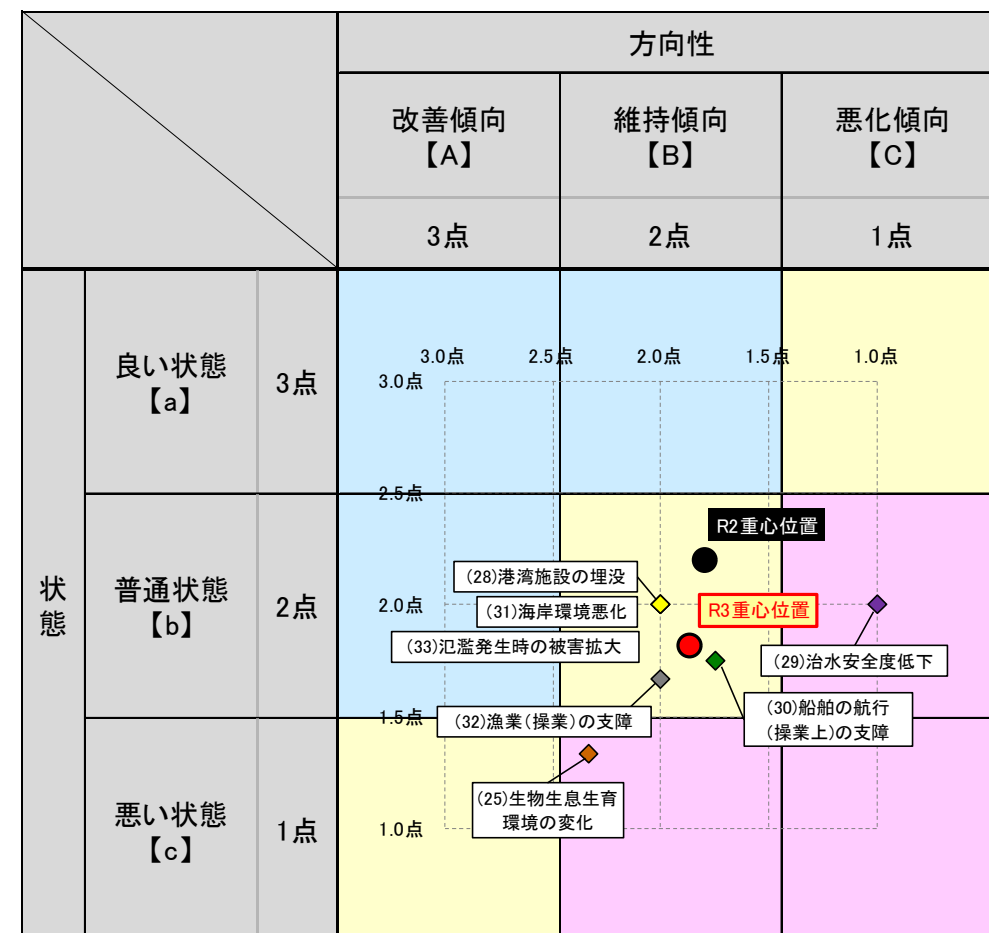 方向性
改善傾向
【A】
維持傾向
【B】
悪化傾向
【C】
3点
2点
1点
状態
良い状態
【a】
3点
普通状態
【b】
2点
悪い状態
【c】
1点
3.0点
2.5点
2.0点
1.5点
1.0点
3.0点
2.5点
2.0点
1.5点
1.0点
R2重心位置
(28)港湾施設の埋没
(31)海岸環境悪化
R3重心位置
(33)氾濫発生時の被害拡大
(29)治水安全度低下
(32)漁業(操業)の支障
(30)船舶の航行
(操業上)の支障
(25)生物生息生育
環境の変化